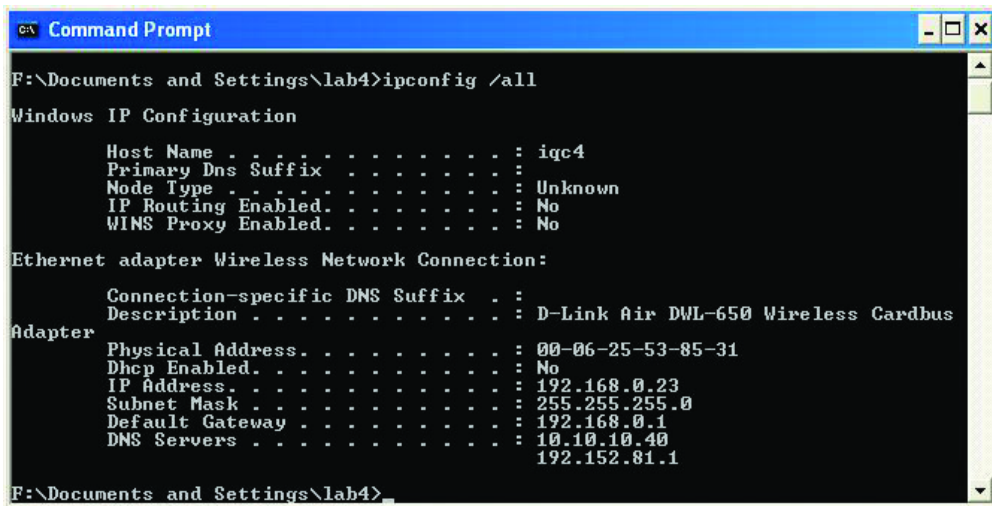 Command Prompt
F:\Documents and Settings\lab4>ipconfig /all
Windows IP Configuration
Host Name . . . . . . . . . . . . : iqc4
Primary Dns Suffix . . . . . . . :
Node Type . . . . . . . . . . . . : Unknown
IP Routing Enabled. . . . . . . . : No
WINS Proxy Enabled. . . . . . . . : No
Ethernet adapter Wireless Network Connection:
Connection-specific DNS Suffix . :
Description . . . . . . . . . . . : D-Link Air DWL-650 Wireless Cardbus
Adapter
Physical Address. . . . . . . . . : 00-06-25-53-85-31
Dhcp Enabled. . . . . . . . . . . : No
IP Address. . . . . . . . . . . . : 192.168.0.23
Subnet Mask . . . . . . . . . . . : 255.255.255.0
Default Gateway . . . . . . . . . : 192.168.0.1
DNS Servers . . . . . . . . . . . : 10.10.10.40
192.152.81.1
F:\Documents and Settings\lab4>_